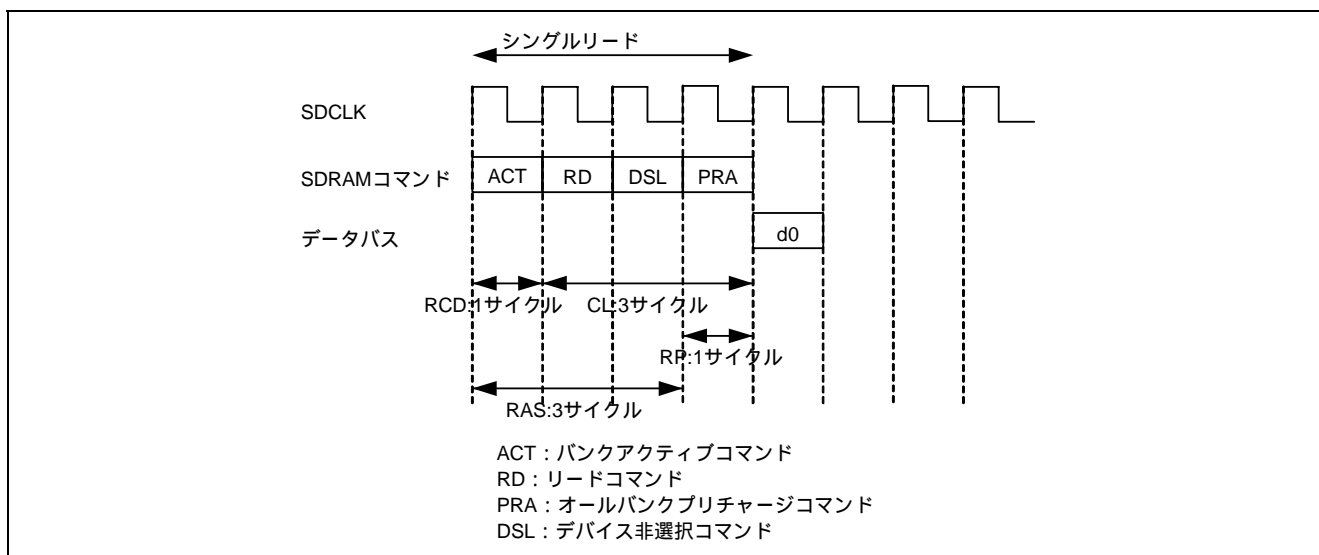 シングルリード
SDCLK
SDRAMコマンド ACT RD DSL PRA
データバス d0
RCD:1サイクル CL:3サイクル
RP:1サイクル
RAS:3サイクル
ACT：バンクアクティブコマンド
RD：リードコマンド
PRA：オールバンクプリチャージコマンド
DSL：デバイス非選択コマンド